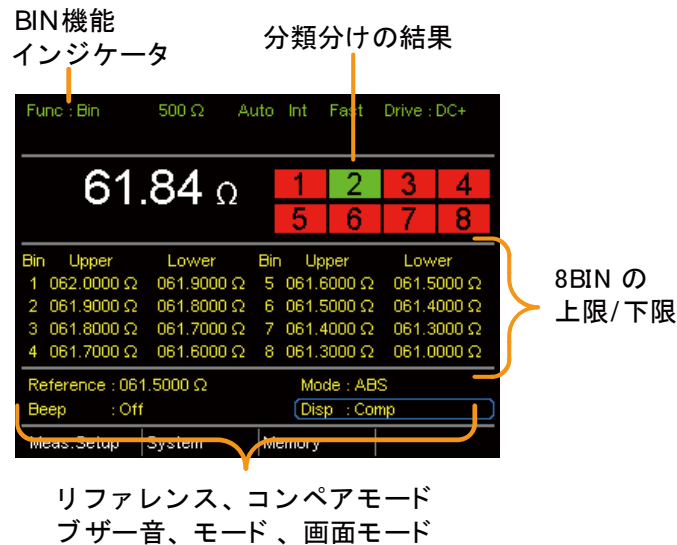 BIN機能
インジケータ
分類分けの結果
Func : Bin 500 Ω Auto Int Fast Drive : DC+
61.84 Ω
1 2 3 4
5 6 7 8
Bin Upper Lower Bin Upper Lower
1 062.0000 Ω 061.9000 Ω 5 061.6000 Ω 061.5000 Ω
2 061.9000 Ω 061.8000 Ω 6 061.5000 Ω 061.4000 Ω
3 061.8000 Ω 061.7000 Ω 7 061.4000 Ω 061.3000 Ω
4 061.7000 Ω 061.6000 Ω 8 061.3000 Ω 061.0000 Ω
8BIN の
上限/下限
Reference : 061.5000 Ω Mode : ABS
Beep : Off Disp : Comp
Meas.Setup System Memory
リファレンス、コンペアモード
ブザー音、モード、画面モード